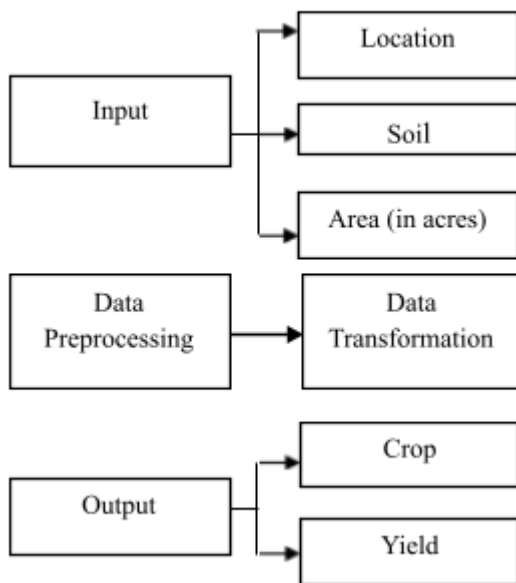 Input
Location
Soil
Area (in acres)
Data
Preprocessing
Data
Transformation
Output
Crop
Yield